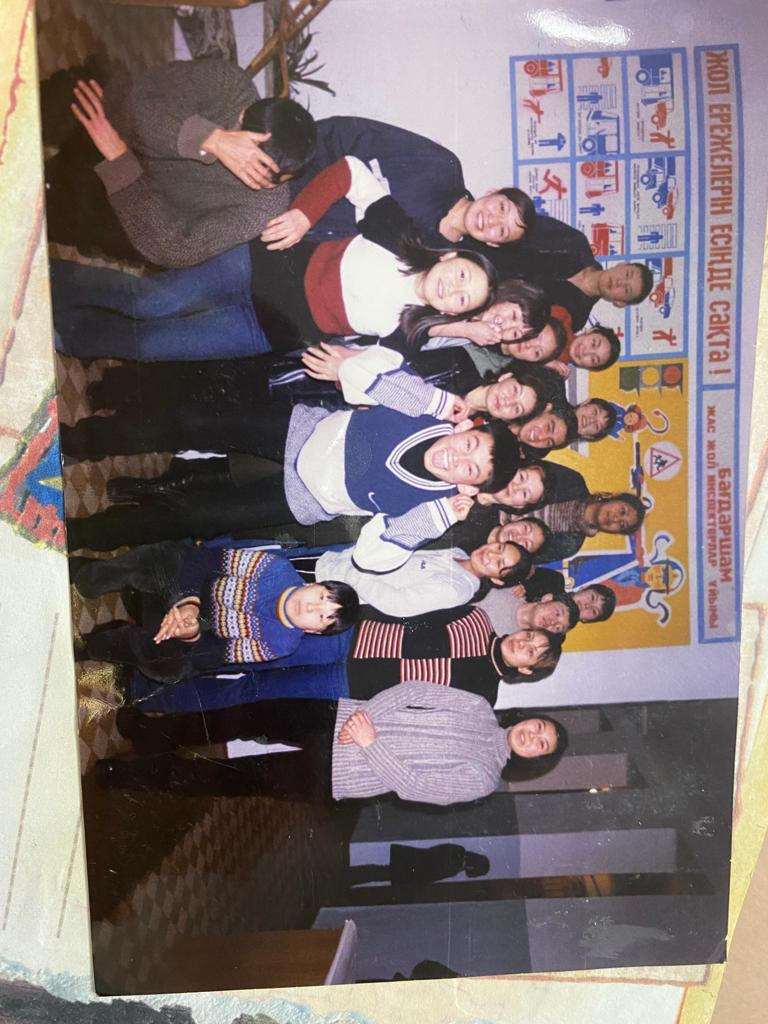 ЖОЛ ЕРЕЖЕЛЕРІН ЕСІҢДЕ САҚТА !
Бағдаршам
ЖАС ЖОЛ ИНСПЕКТОРЛАР ҰЙЫМЫ